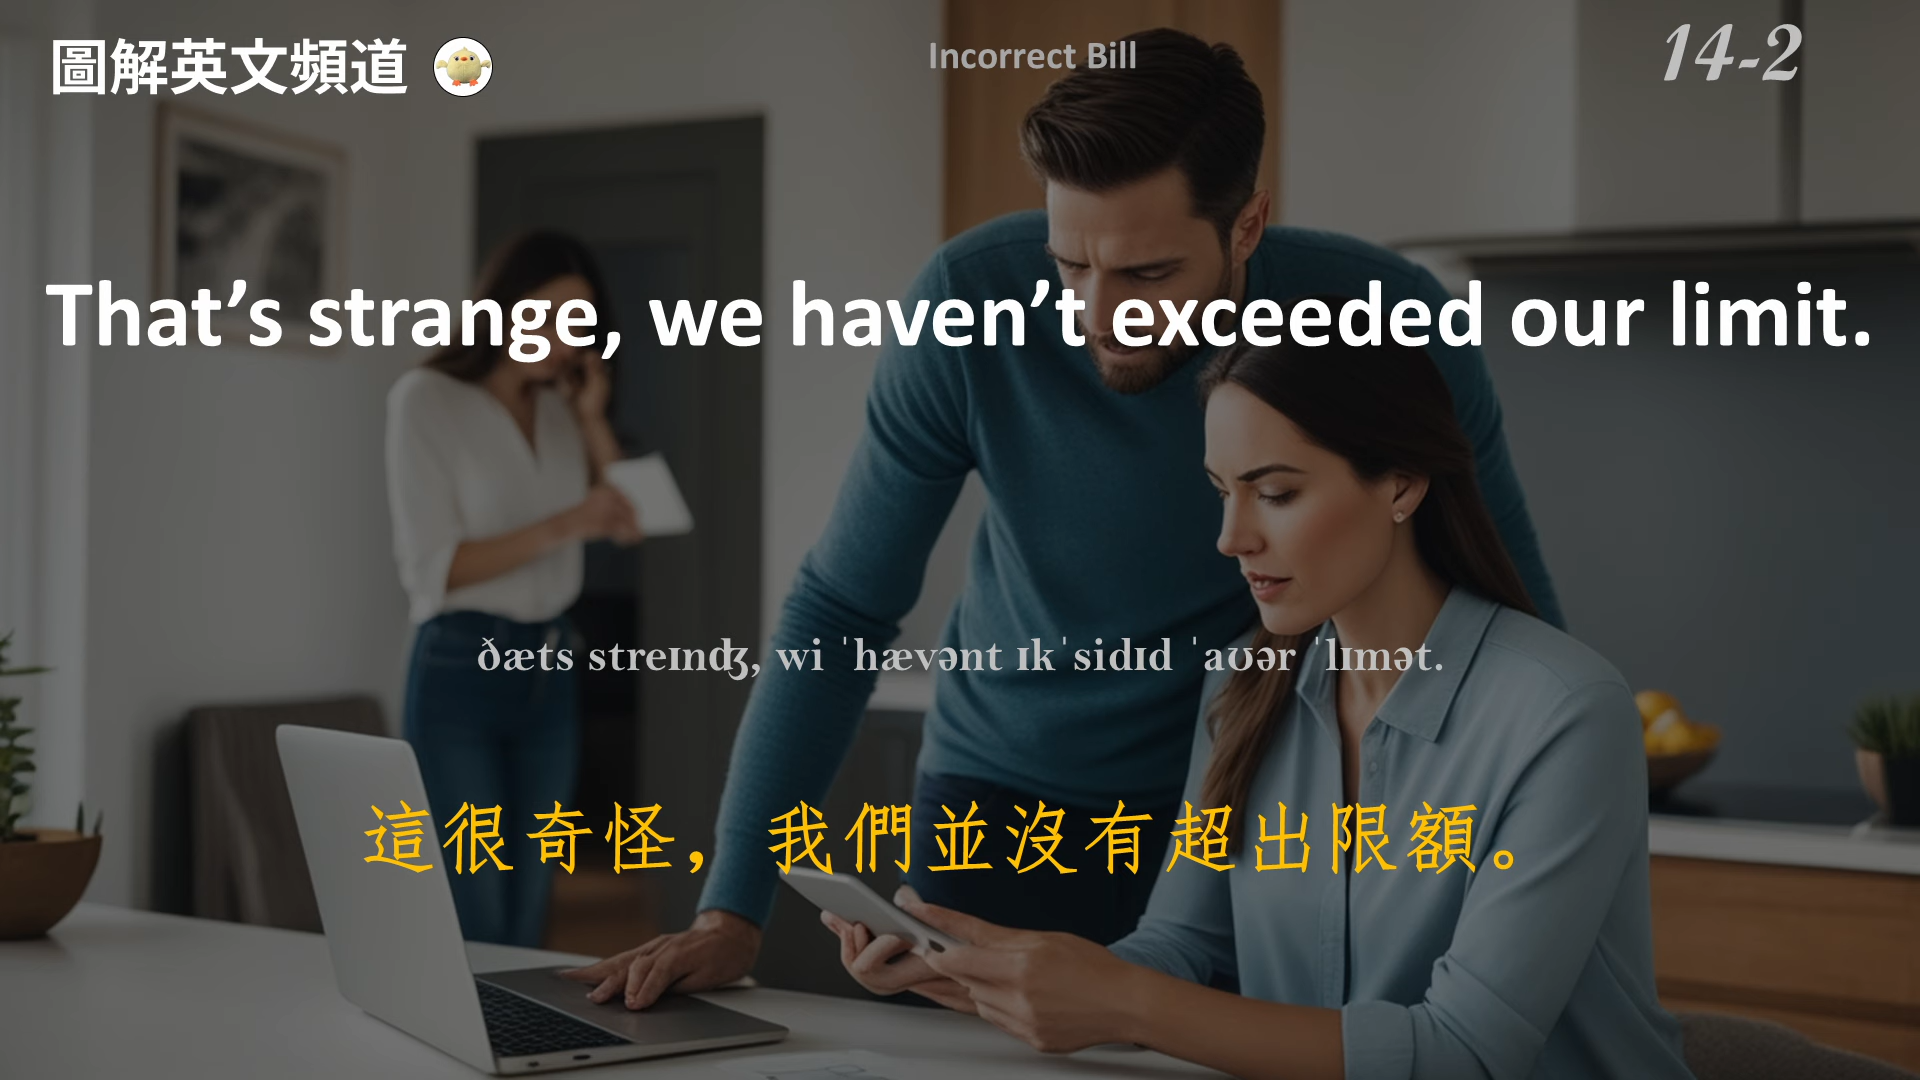 圖解英文頻道
Incorrect Bill
14-2
That’s strange, we haven’t exceeded our limit.
ðæts streɪnʤ, wi ˈhævənt ɪkˈsidɪd ˈaʊər ˈlɪmət.
這很奇怪，我們並沒有超出限額。